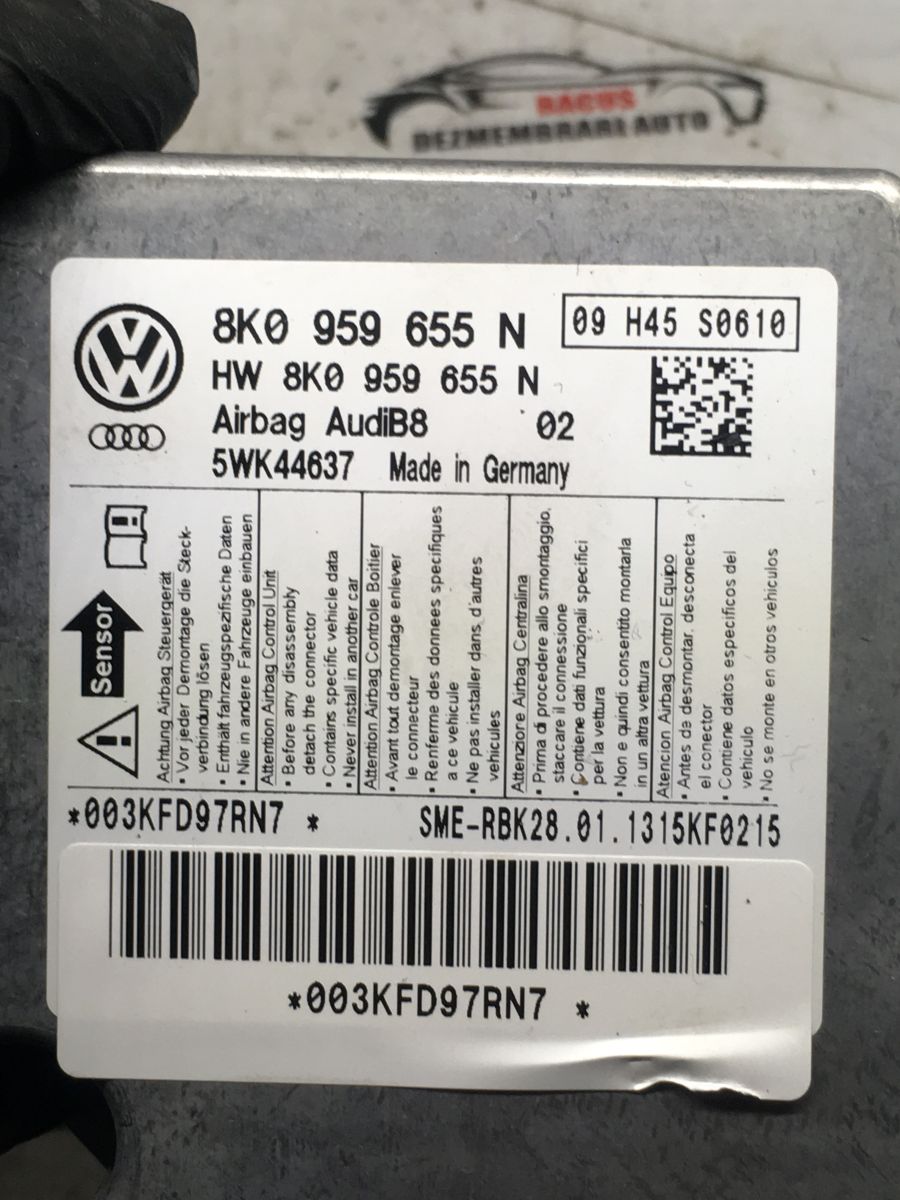 RACUS
DEZMEMBRARI AUTO
8K0 959 655 N
09 H45 S0610
HW 8K0 959 655 N
Airbag AudiB8 02
5WK44637 Made in Germany
Sensor
Achtung Airbag Steuergerät
• Vor jeder Demontage die Steck-
verbindung lösen
• Enthält fahrzeugspezifische Daten
• Nie in andere Fahrzeuge einbauen
Attention Airbag Control Unit
• Before any disassembly
detach the connector
• Contains specific vehicle data
• Never install in another car
Attention Airbag Controle Boitier
• Avant tout demontage enlever
le connecteur
• Renferme des donnees specifiques
a ce vehicule
• Ne pas installer dans d'autres
vehicules
Attenzione Airbag Centralina
• Prima di procedere allo smontaggio,
staccare il connessione
• Contiene dati funzionali specifici
per la vettura
• Non e quindi consentito montarla
in un altra vettura
Atencion Airbag Control Equipo
• Antes de desmontar, desconecta
el conector
• Contiene datos especificos del
vehiculo
• No se monte en otros vehiculos
*003KFD97RN7 *
SME-RBK28.01.1315KF0215
*003KFD97RN7 *